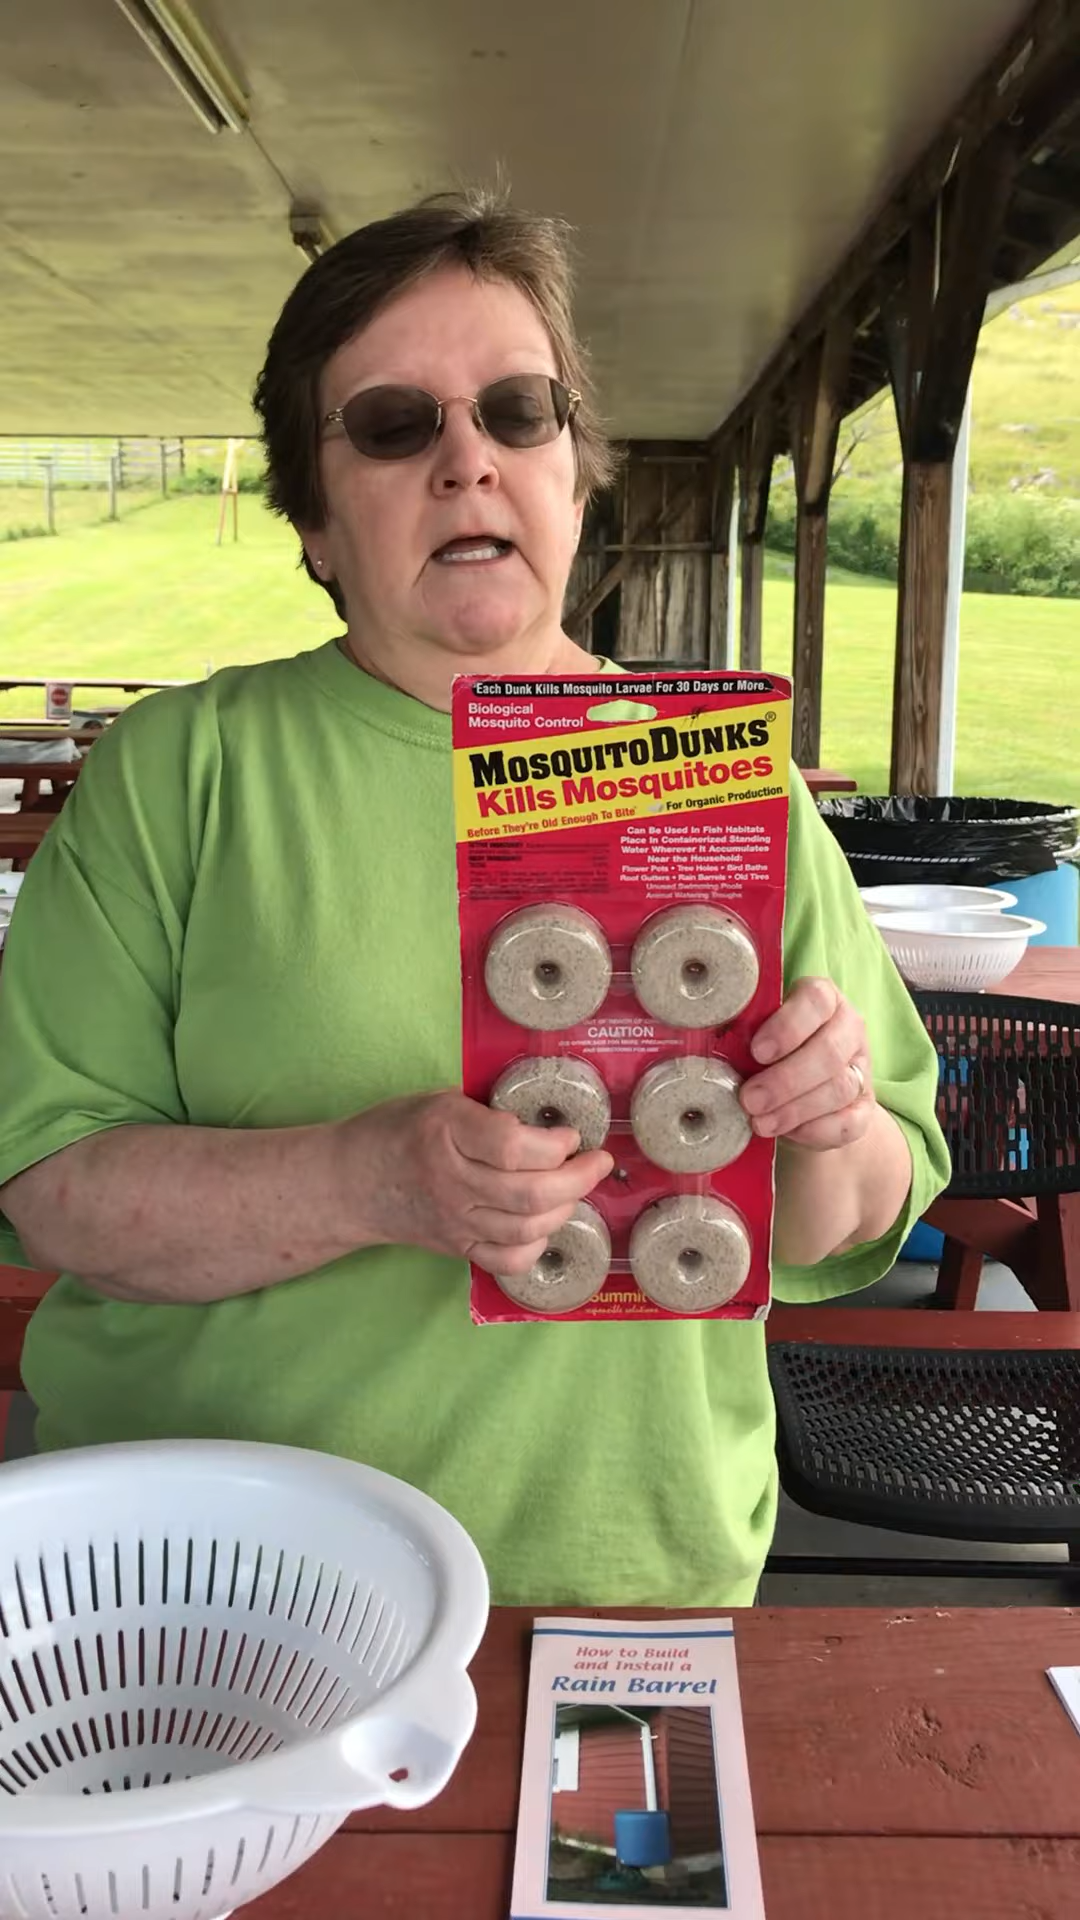 Each Dunk Kills Mosquito Larvae For 30 Days or More.
Biological
Mosquito Control
MOSQUITODUNKS®
Kills Mosquitoes
Before They're Old Enough To Bite
For Organic Production
Can Be Used In Fish Habitats
Place In Containerized Standing
Water Wherever It Accumulates
Near the Household:
Flower Pots • Tree Holes • Bird Baths
Roof Gutters • Rain Barrels • Old Tires
Unused Swimming Pools
Animal Watering Troughs
CAUTION
Summit
How to Build
and Install a
Rain Barrel